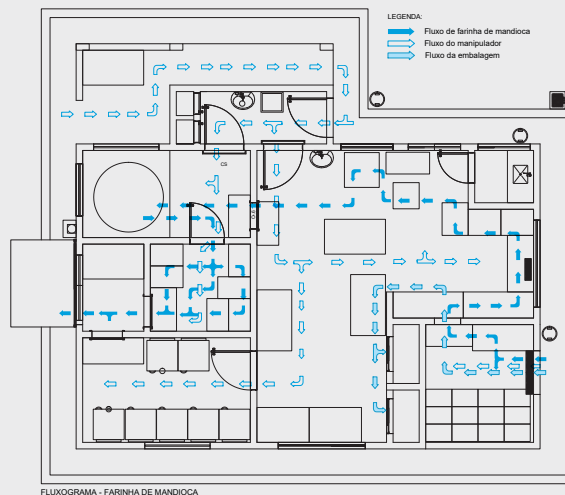 LEGENDA:
Fluxo de farinha de mandioca
Fluxo do manipulador
Fluxo da embalagem
CS
FLUXOGRAMA - FARINHA DE MANDIOCA